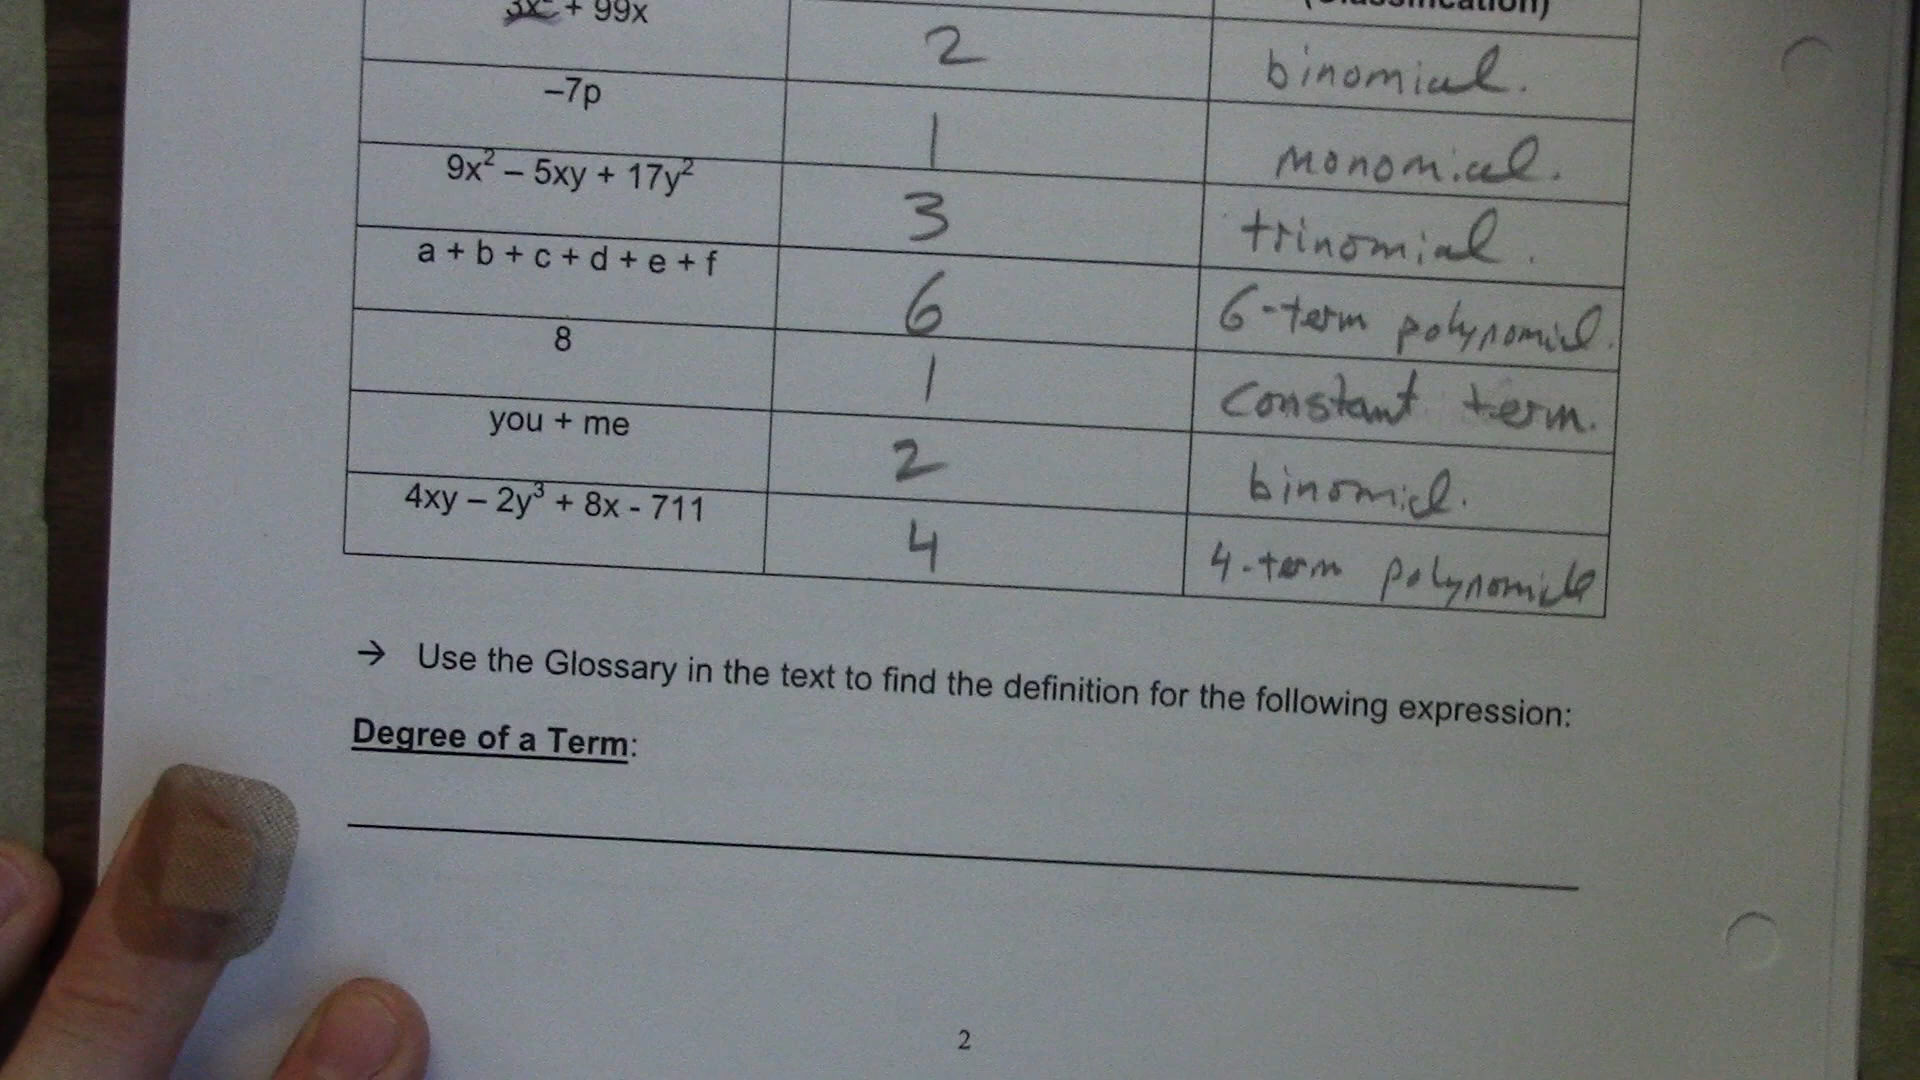 3x² + 99x
(Classification)
2
binomial.
–7p
1
monomial.
9x² – 5xy + 17y²
3
trinomial.
a + b + c + d + e + f
6
6-term polynomial.
8
1
constant term.
you + me
2
binomial.
4xy – 2y³ + 8x - 711
4
4-term polynomial
→ Use the Glossary in the text to find the definition for the following expression:
Degree of a Term:
2